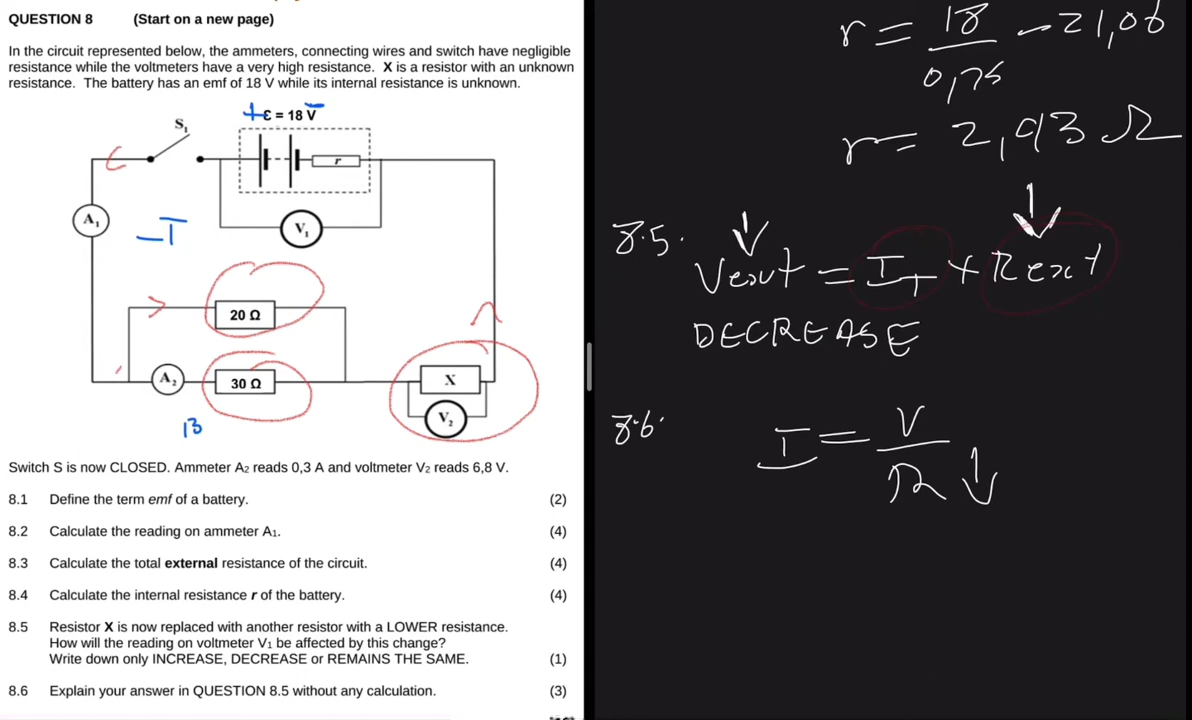 QUESTION 8 (Start on a new page)
In the circuit represented below, the ammeters, connecting wires and switch have negligible
resistance while the voltmeters have a very high resistance. X is a resistor with an unknown
resistance. The battery has an emf of 18 V while its internal resistance is unknown.
+ε = 18 V
S1
r
A1
V1
I
20 Ω
A2
30 Ω
X
V2
13
Switch S is now CLOSED. Ammeter A2 reads 0,3 A and voltmeter V2 reads 6,8 V.
8.1 Define the term emf of a battery. (2)
8.2 Calculate the reading on ammeter A1. (4)
8.3 Calculate the total external resistance of the circuit. (4)
8.4 Calculate the internal resistance r of the battery. (4)
8.5 Resistor X is now replaced with another resistor with a LOWER resistance.
How will the reading on voltmeter V1 be affected by this change?
Write down only INCREASE, DECREASE or REMAINS THE SAME. (1)
8.6 Explain your answer in QUESTION 8.5 without any calculation. (3)
r = 18/0,75 - 21,06
r = 2,93 Ω
8.5. Vext = IT × Rext
DECREASE
8.6. I = V/R ↓